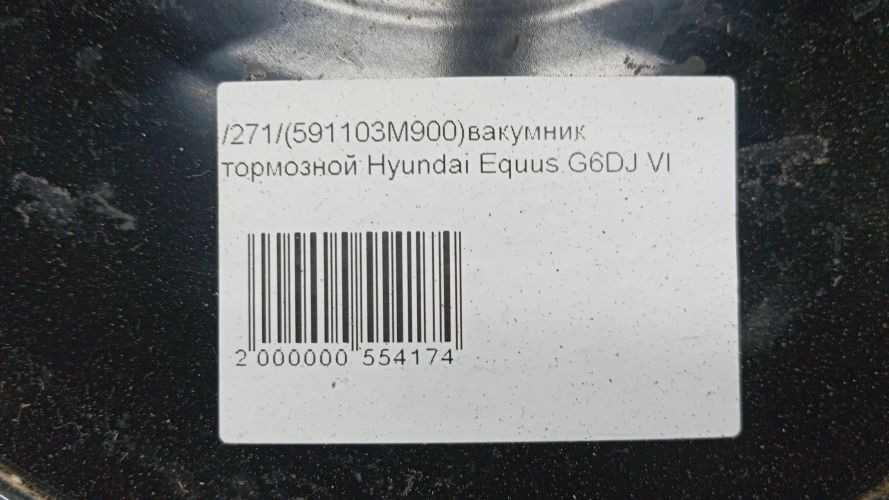 /271/(591103M900)вакумник
тормозной Hyundai Equus G6DJ VI
2 000000 554174